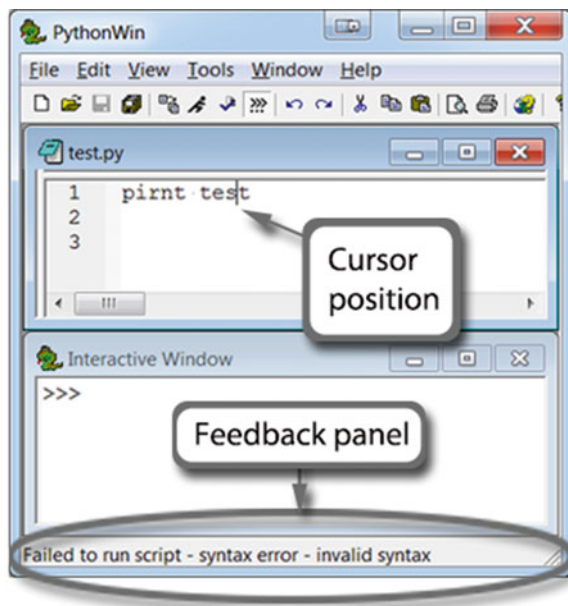 PythonWin
File Edit View Tools Window Help
test.py
1 pirnt test
2
3
Cursor
position
Interactive Window
>>>
Feedback panel
Failed to run script - syntax error - invalid syntax